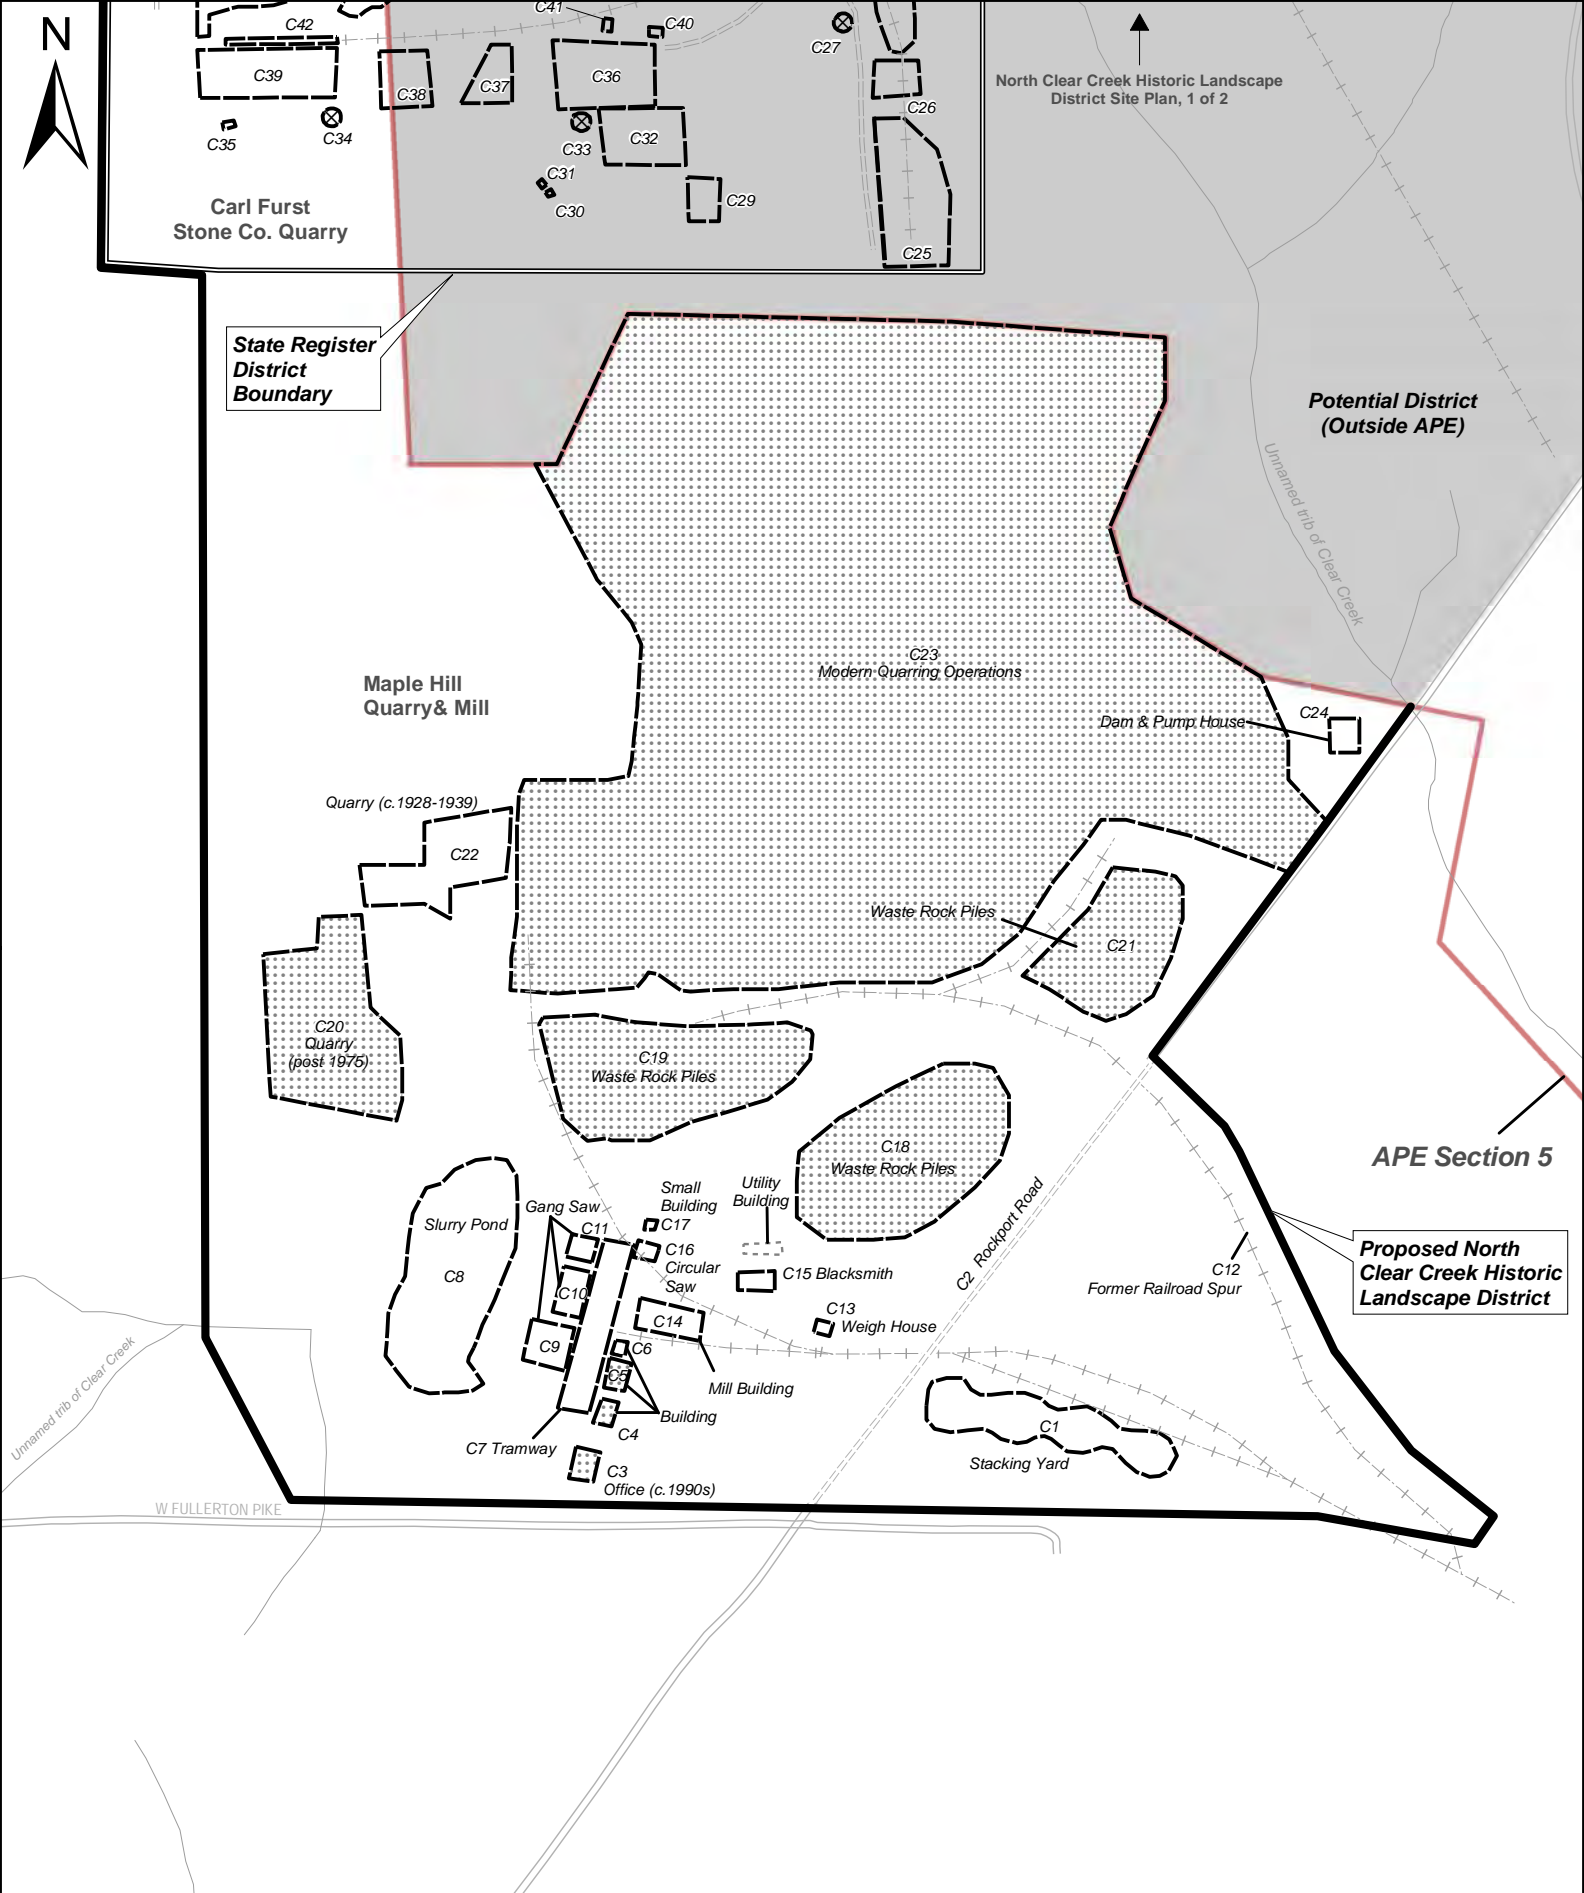 N
C41
C40
C42
C27
C39
C36
C37
C38
C26
C34
C35
C33
C32
C31
C30
C29
C25
North Clear Creek Historic Landscape
District Site Plan, 1 of 2
Carl Furst
Stone Co. Quarry
State Register
District
Boundary
Potential District
(Outside APE)
Unnamed trib of Clear Creek
C23
Modern Quarring Operations
Maple Hill
Quarry& Mill
C24
Dam & Pump House
Quarry (c.1928-1939)
C22
Waste Rock Piles
C21
C20
Quarry
(post 1975)
C19
Waste Rock Piles
C18
Waste Rock Piles
APE Section 5
Small
Building
C17
Utility
Building
Gang Saw
C11
Slurry Pond
C8
C16
Circular
Saw
C10
C15 Blacksmith
C2 Rockport Road
C12
Former Railroad Spur
Proposed North
Clear Creek Historic
Landscape District
C13
Weigh House
C14
C9
C6
C5
Mill Building
Building
C4
C7 Tramway
C3
Office (c.1990s)
C1
Stacking Yard
Unnamed trib of Clear Creek
W FULLERTON PIKE